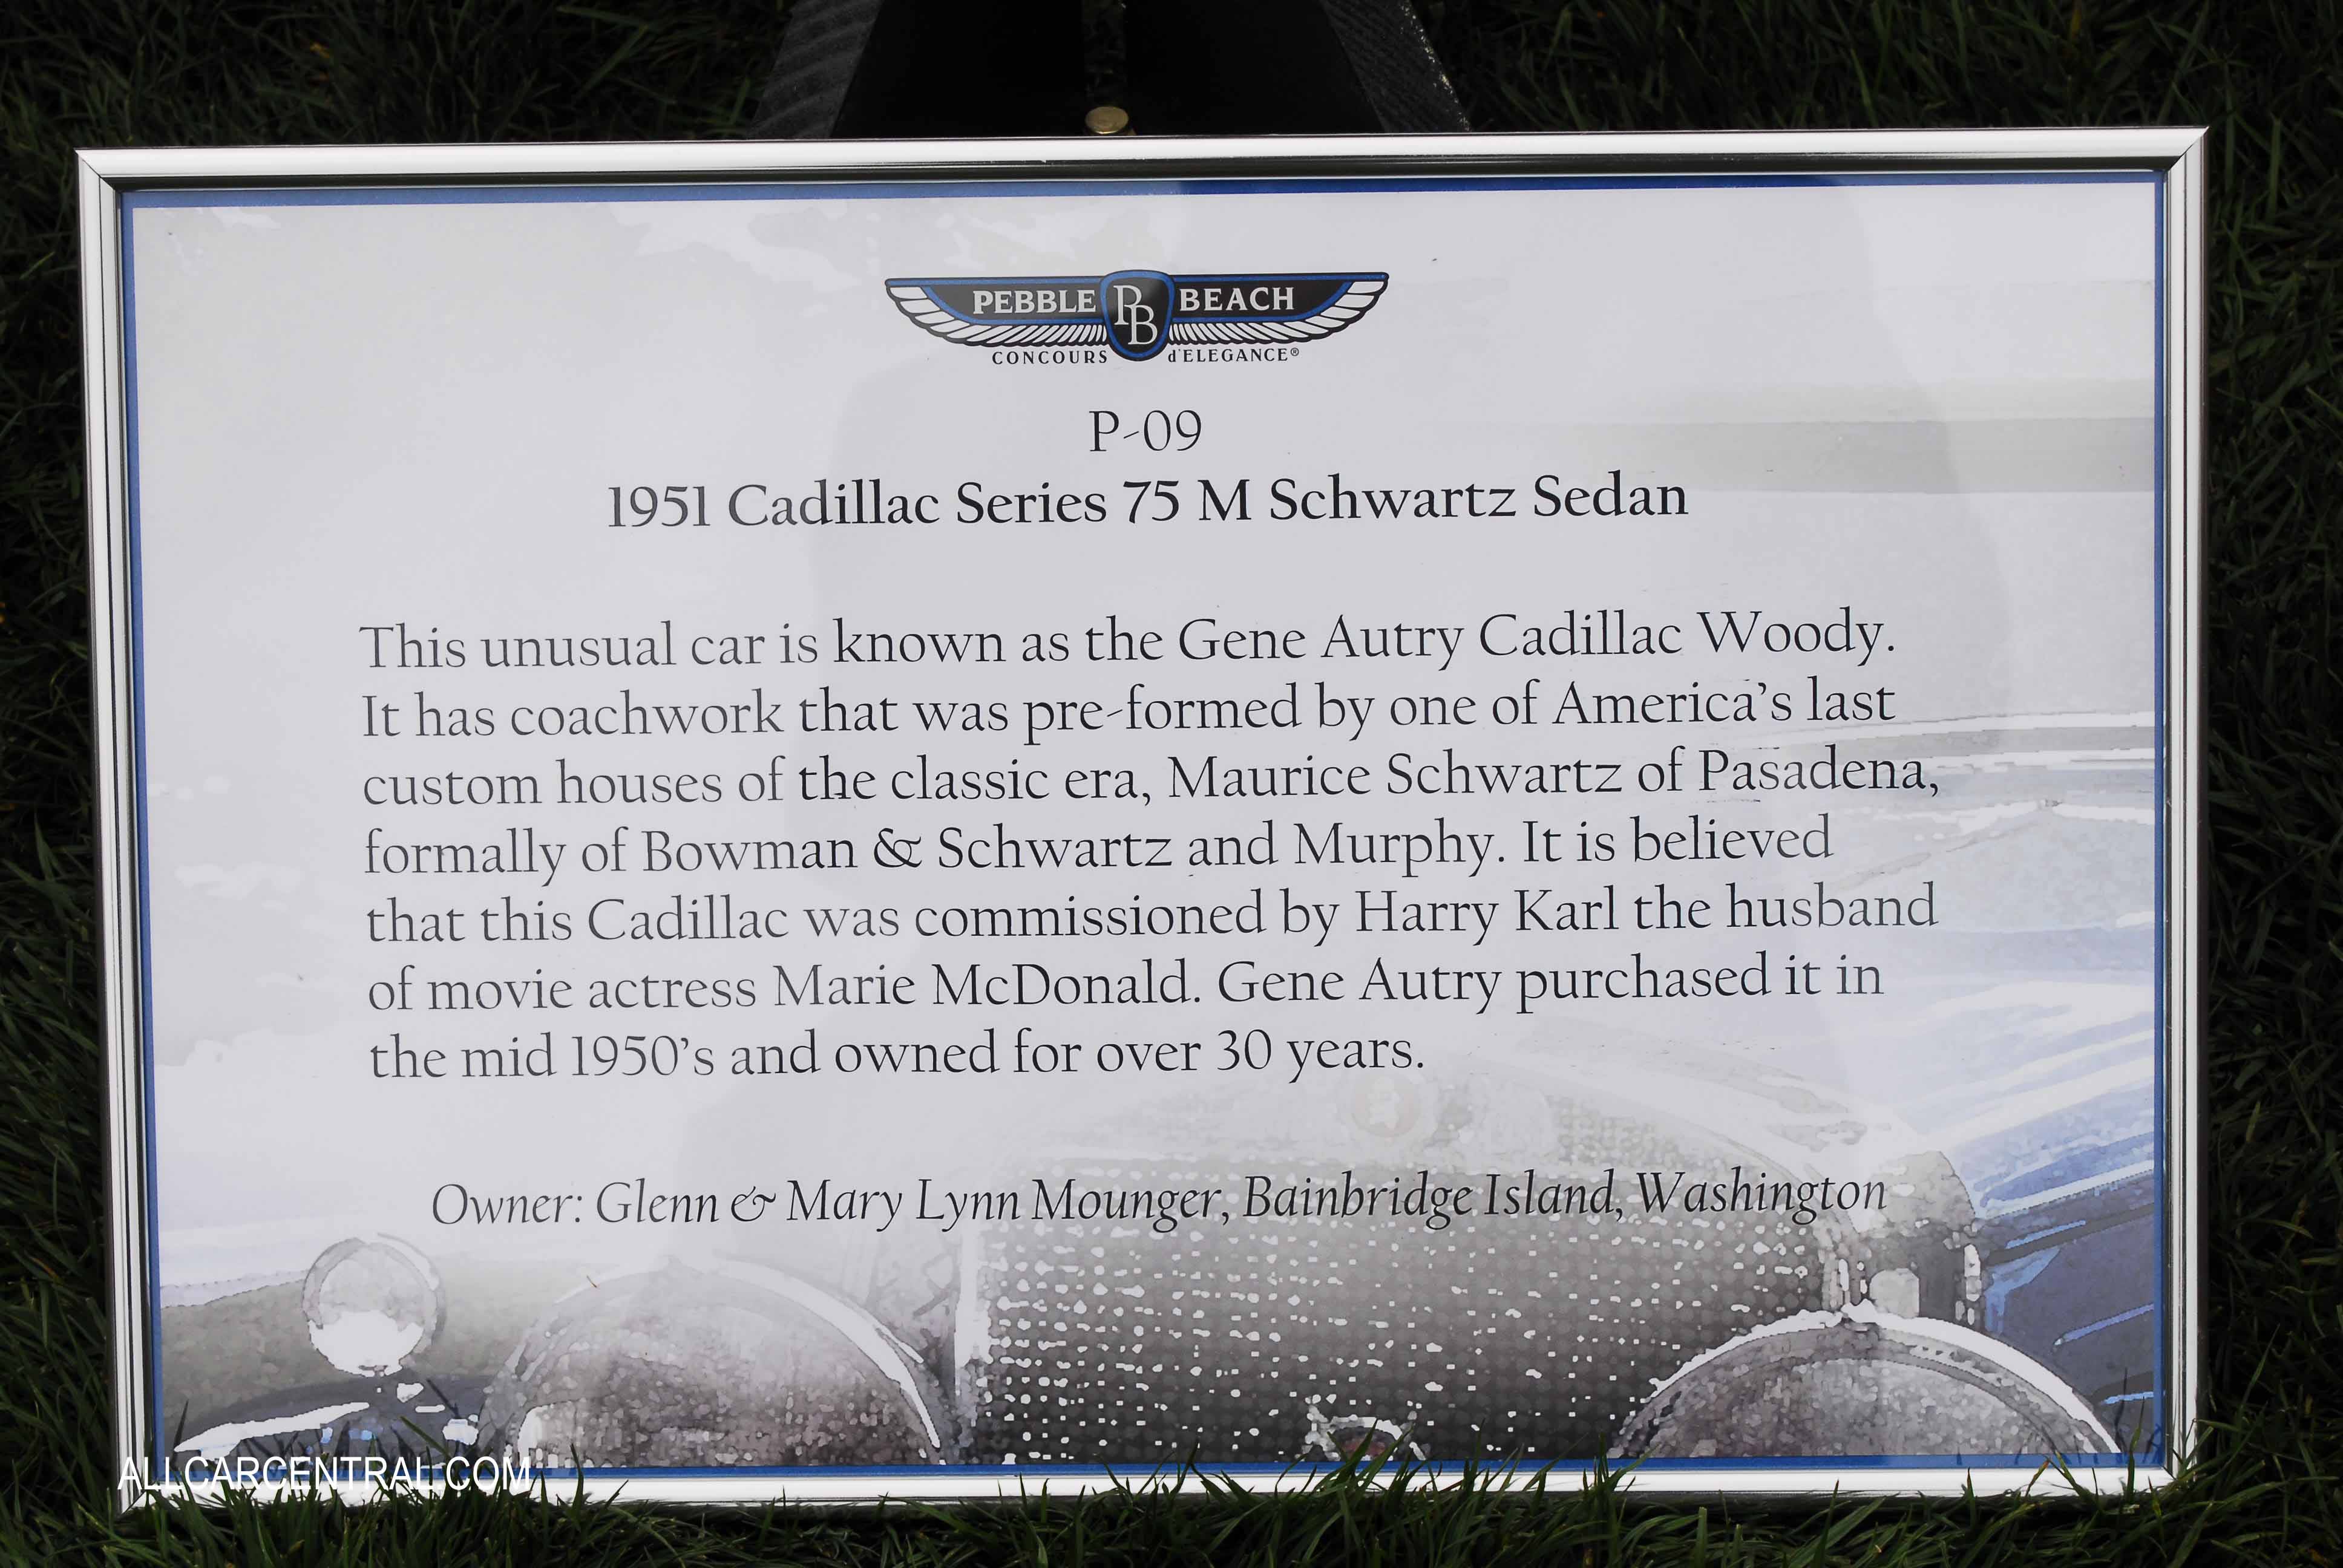 PEBBLE PB BEACH
CONCOURS d'ELEGANCE®
P-09
1951 Cadillac Series 75 M Schwartz Sedan
This unusual car is known as the Gene Autry Cadillac Woody.
It has coachwork that was pre-formed by one of America's last
custom houses of the classic era, Maurice Schwartz of Pasadena,
formally of Bowman & Schwartz and Murphy. It is believed
that this Cadillac was commissioned by Harry Karl the husband
of movie actress Marie McDonald. Gene Autry purchased it in
the mid 1950's and owned for over 30 years.
Owner: Glenn & Mary Lynn Mounger, Bainbridge Island, Washington
ALLCARCENTRAL.COM